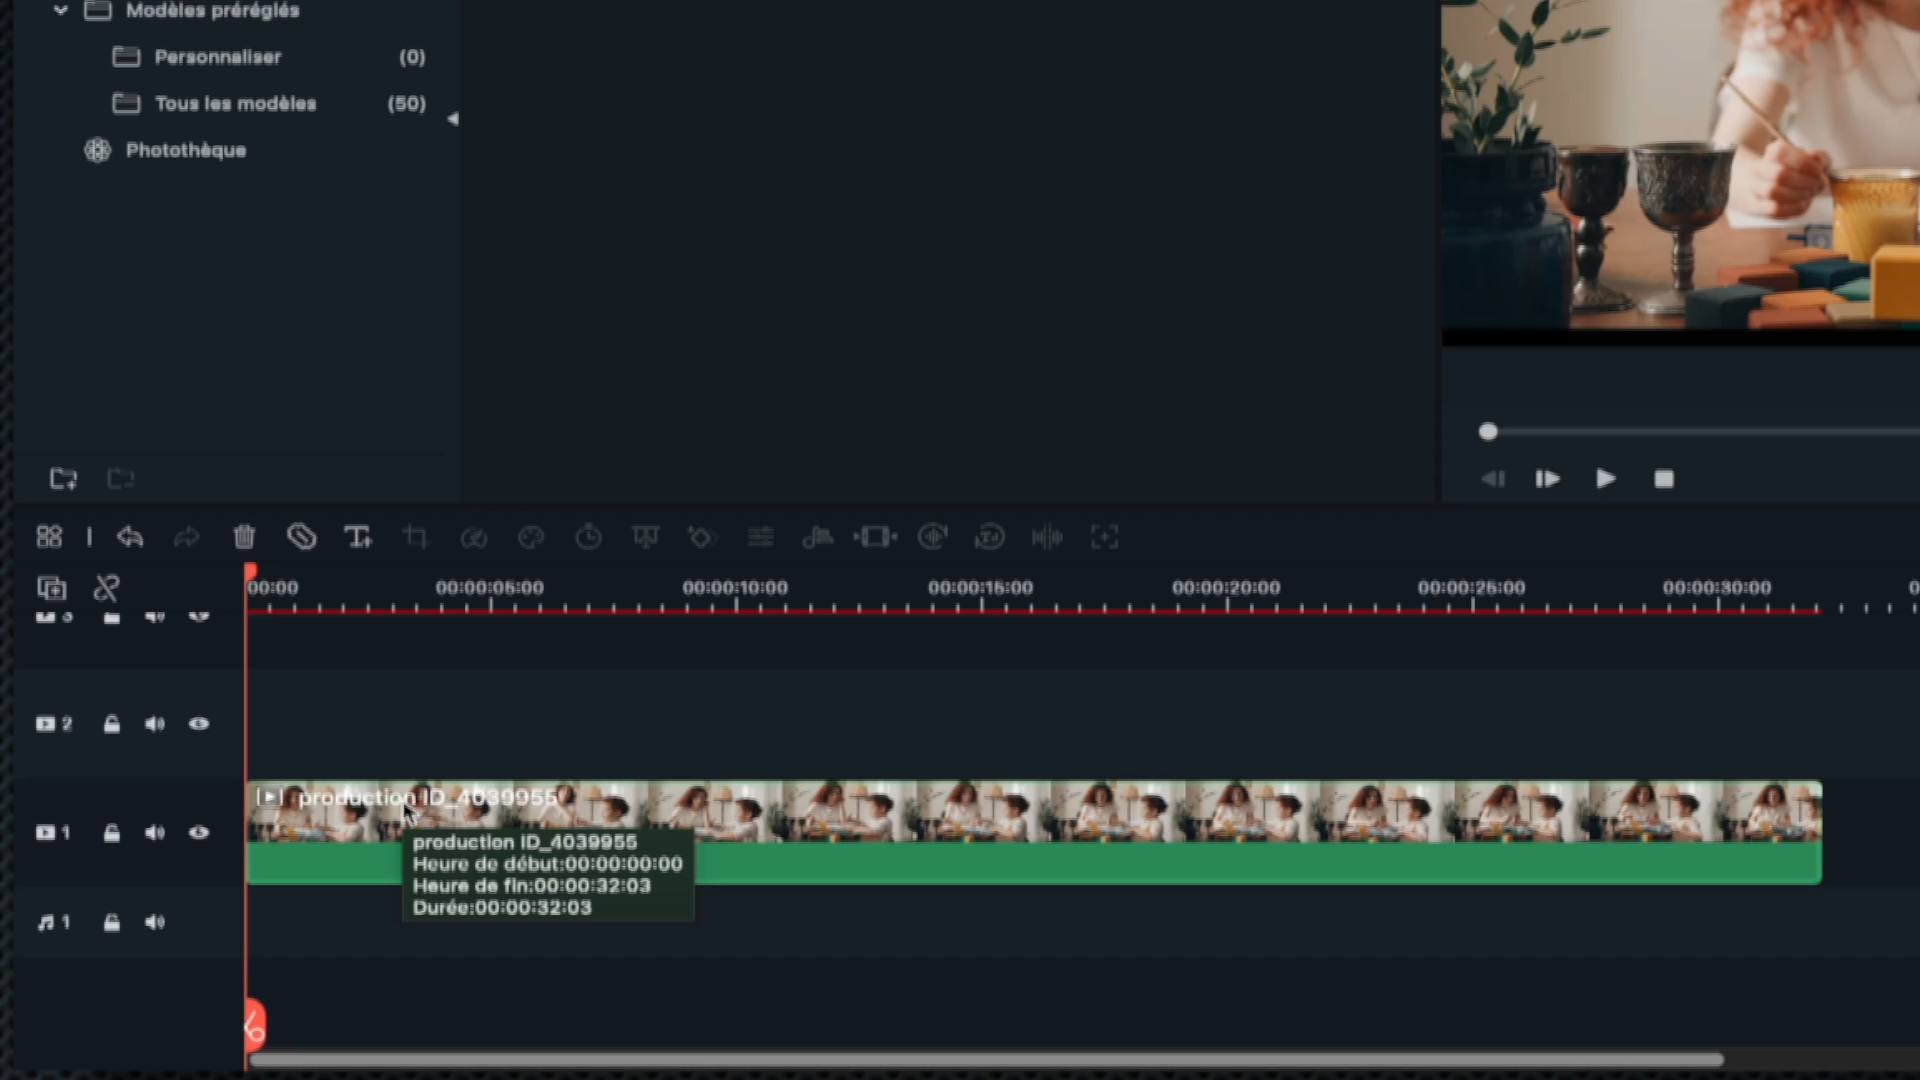 Modèles préréglés
Personnaliser (0)
Tous les modèles (50)
Photothèque
00:00 00:00:05:00 00:00:10:00 00:00:15:00 00:00:20:00 00:00:25:00 00:00:30:00
3
2
production ID_4039955
1
production ID_4039955
Heure de début:00:00:00:00
Heure de fin:00:00:32:03
Durée:00:00:32:03
1